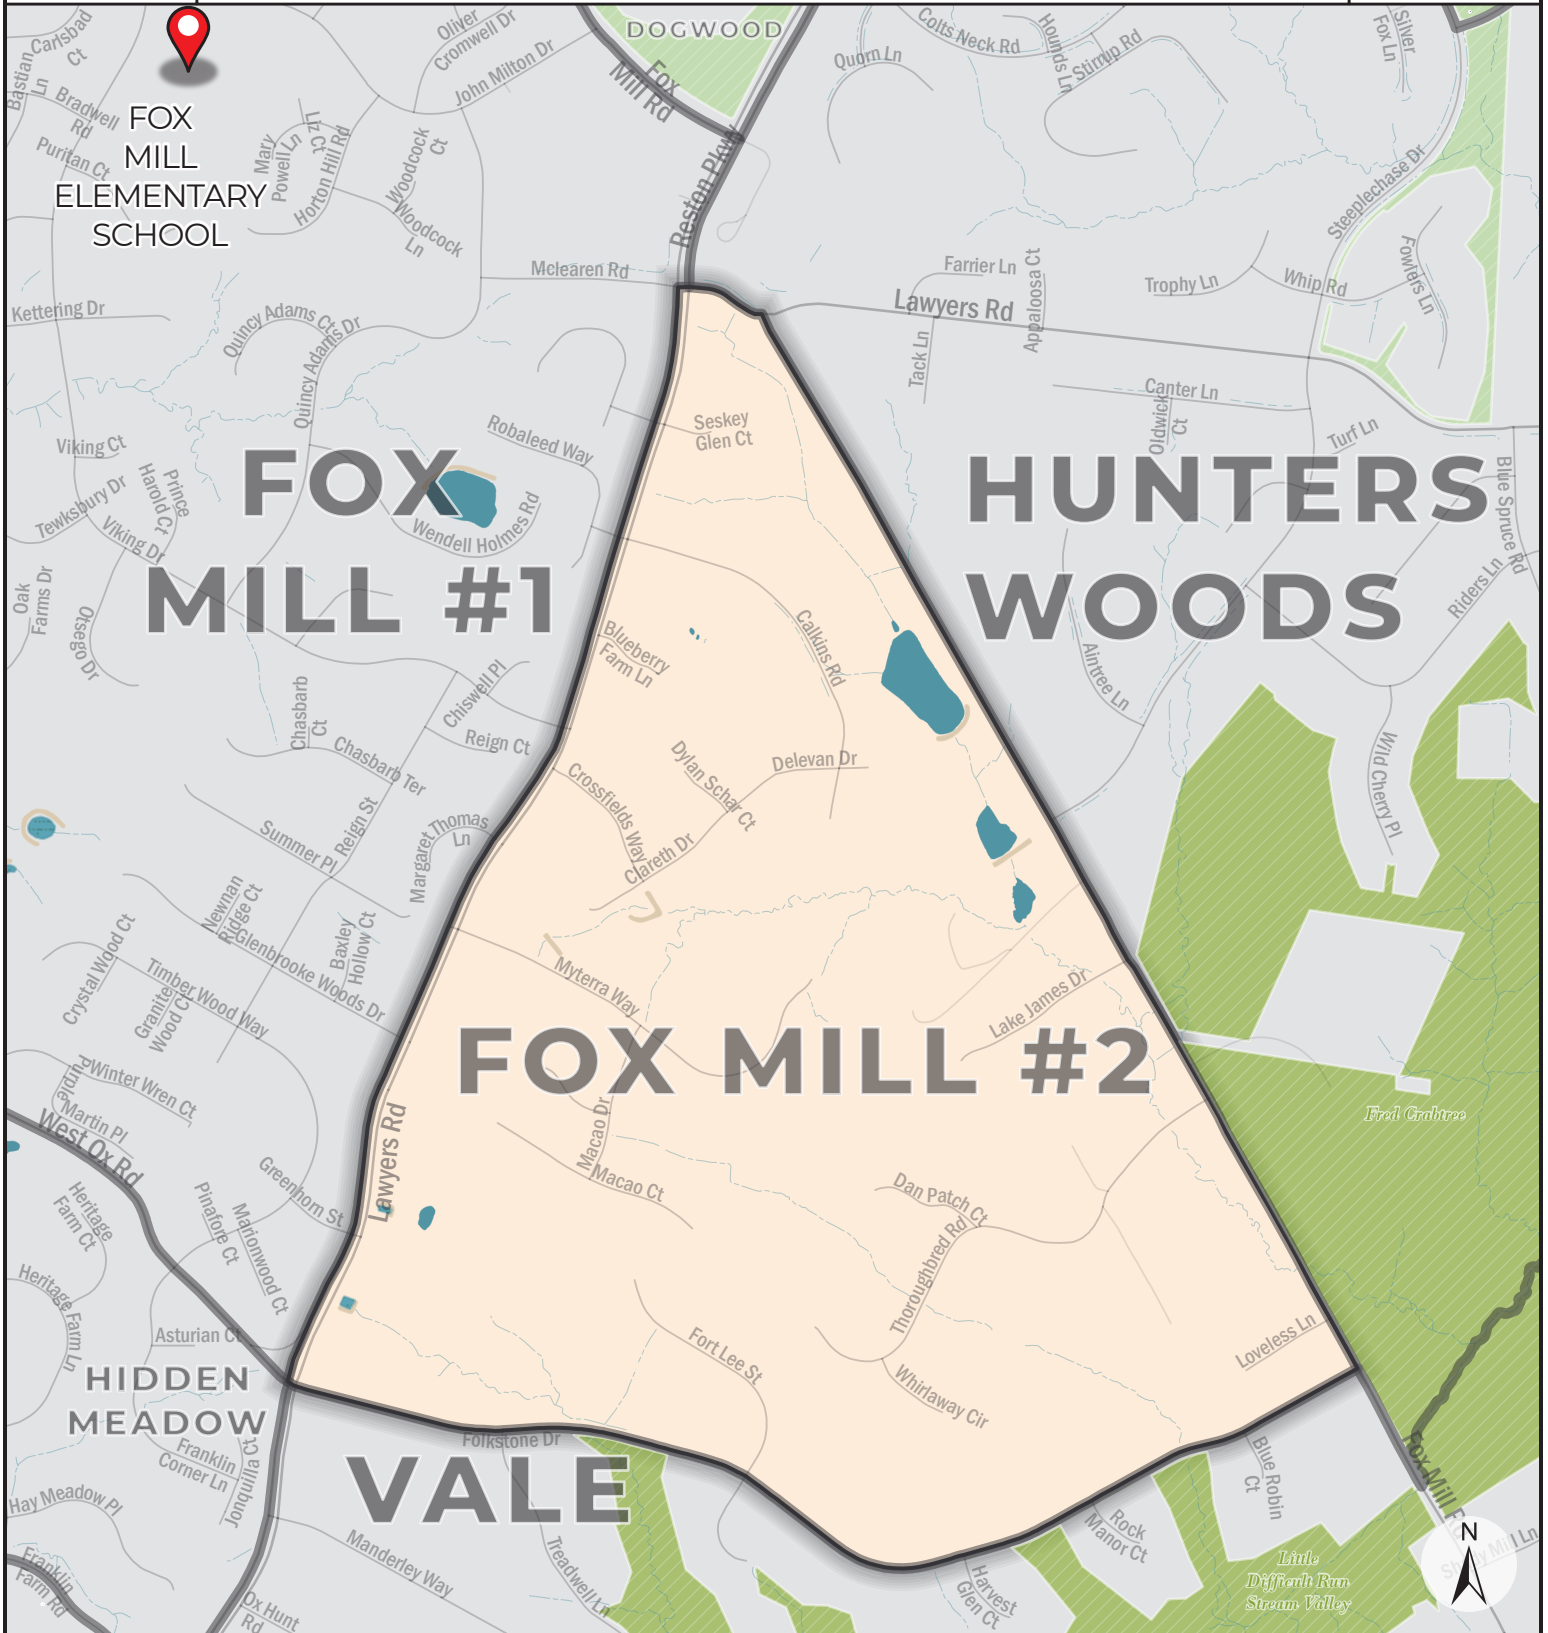 DOGWOOD
FOX
MILL
ELEMENTARY
SCHOOL
Carlsbad
Ct
Bastian
Ln
Bradwell
Rd
Puritan Ct
Oliver
Cromwell Dr
John Milton Dr
Mary
Powell Ln
Liz Ct
Horton Hill Rd
Woodcock
Ct
Woodcock
Ln
Fox
Mill Rd
Reston Pkwy
Quorn Ln
Colts Neck Rd
Hounds Ln
Stirrup Rd
Silver
Fox Ln
Steeplechase Dr
Mclearen Rd
Farrier Ln
Appaloosa Ct
Trophy Ln
Whip Rd
Fowlers Ln
Lawyers Rd
Tack Ln
Canter Ln
Oldwick
Ct
Turf Ln
Blue Spruce Rd
Riders Ln
Kettering Dr
Quincy Adams Ct
Quincy Adams Dr
Viking Ct
Tewksbury Dr
Prince
Harold Ct
Viking Dr
Robaleed Way
Wendell Holmes Rd
Seskey
Glen Ct
FOX
MILL #1
HUNTERS
WOODS
Oak
Farms Dr
Otsego Dr
Blueberry
Farm Ln
Calkins Rd
Aintree Ln
Wild Cherry Pl
Chiswell Pl
Reign Ct
Chasbarb
Ct
Chasbarb Ter
Reign St
Summer Pl
Margaret Thomas
Ln
Crossfields Way
Dylan Schar Ct
Delevan Dr
Clareth Dr
Newnan
Ridge Ct
Glenbrooke Woods Dr
Baxley
Hollow Ct
Crystal Wood Ct
Timber Wood Way
Granite
Wood Ct
Myterra Way
Lake James Dr
FOX MILL #2
Purple
Martin Pl
Winter Wren Ct
West Ox Rd
Lawyers Rd
Macao Dr
Macao Ct
Fred Crabtree
Heritage
Farm Ct
Greenhorn St
Pinafore Ct
Marionwood Ct
Heritage Farm Ln
Asturian Ct
Dan Patch Ct
Thoroughbred Rd
Whirlaway Cir
Fort Lee St
Loveless Ln
HIDDEN
MEADOW
Franklin
Corner Ln
Jonquilla Ct
Hay Meadow Pl
Folkstone Dr
VALE
Manderley Way
Treadwell Ln
Franklin
Farm Rd
Ox Hunt
Rd
Harvest
Glen Ct
Rock
Manor Ct
Blue Robin
Ct
Little
Difficult Run
Stream Valley
N